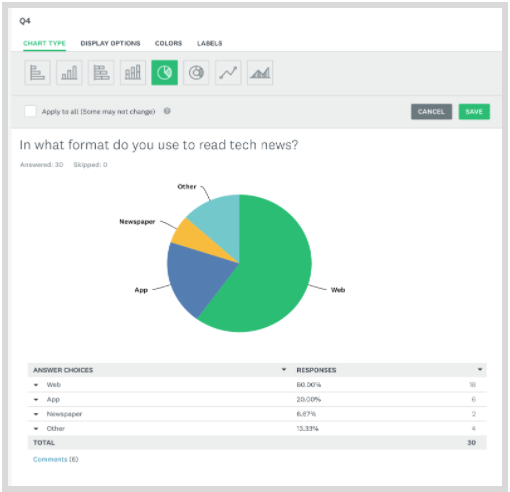 Q4
CHART TYPE DISPLAY OPTIONS COLORS LABELS
Apply to all (Some may not change)
CANCEL SAVE
In what format do you use to read tech news?
Answered: 30 Skipped: 0
Other
Newspaper
App
Web
ANSWER CHOICES RESPONSES
Web 60.00% 18
App 20.00% 6
Newspaper 6.67% 2
Other 13.33% 4
TOTAL 30
Comments (6)